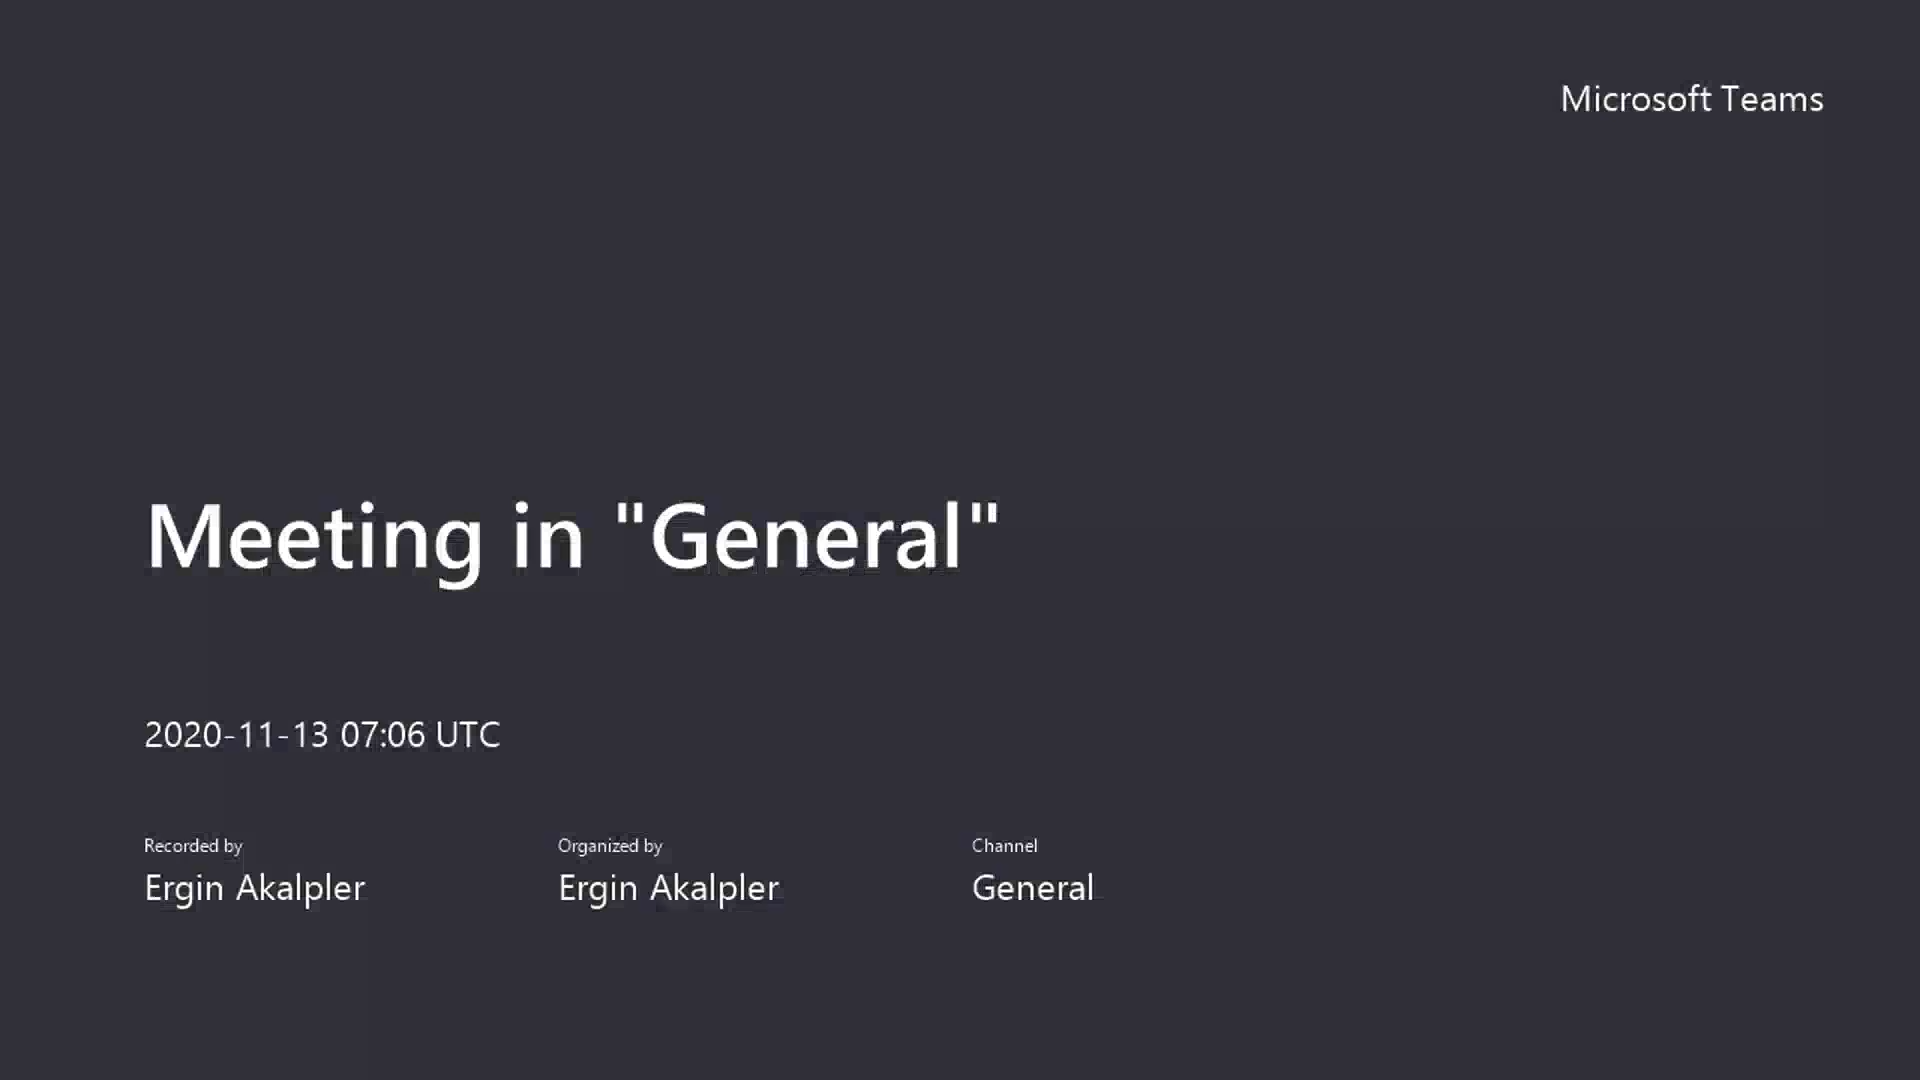 Microsoft Teams
Meeting in "General"
2020-11-13 07:06 UTC
Recorded by
Ergin Akalpler
Organized by
Ergin Akalpler
Channel
General